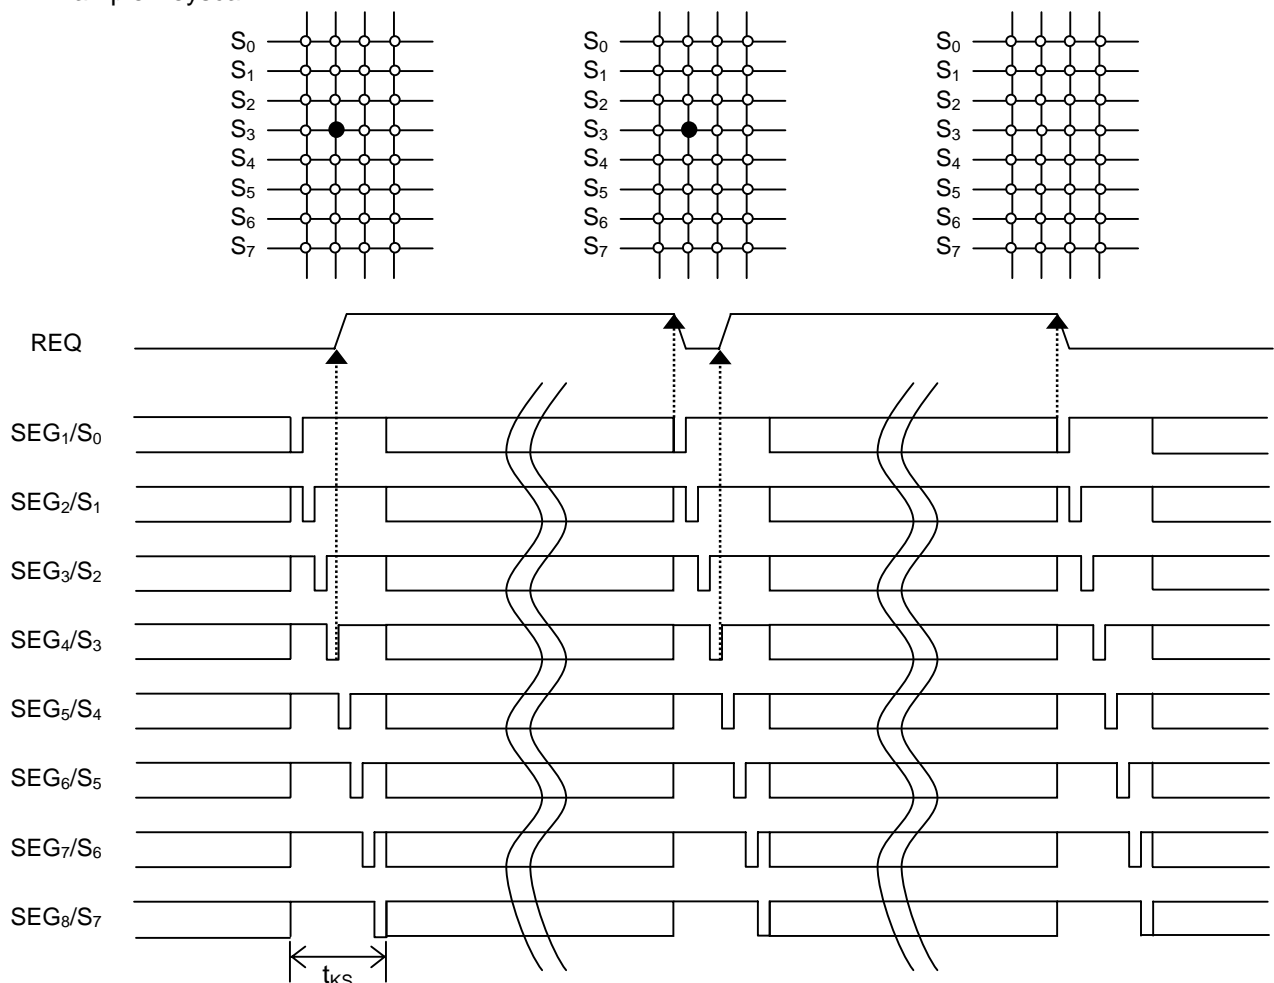 S0 S0 S0
S1 S1 S1
S2 S2 S2
S3 S3 S3
S4 S4 S4
S5 S5 S5
S6 S6 S6
S7 S7 S7
REQ
SEG1/S0
SEG2/S1
SEG3/S2
SEG4/S3
SEG5/S4
SEG6/S5
SEG7/S6
SEG8/S7
tKS